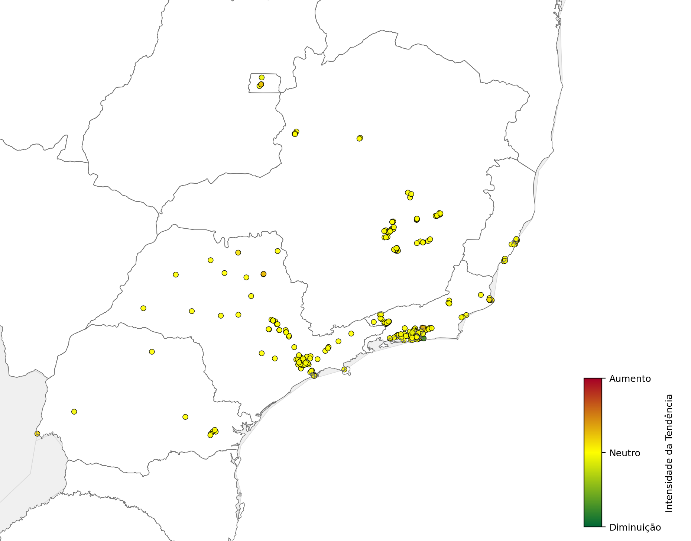 Aumento
Neutro
Diminuição
Intensidade da Tendência